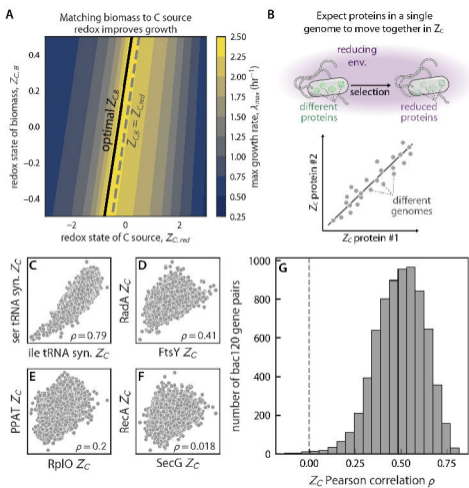 A
Matching biomass to C source
redox improves growth
redox state of biomass, Z_C,B
0.4
0.2
0.0
−0.2
−0.4
optimal Z_C,B
Z_C,B = Z_C,red
−2
0
2
redox state of C source, Z_C,red
2.50
2.25
2.00
1.75
1.50
1.25
1.00
0.75
0.50
0.25
max growth rate, λ_max (hr⁻¹)
B
Expect proteins in a single
genome to move together in Z_C
reducing
env.
selection
different
proteins
reduced
proteins
Z_C protein #2
different
genomes
Z_C protein #1
C
ser tRNA syn. Z_C
ρ = 0.79
ile tRNA syn. Z_C
D
RadA Z_C
ρ = 0.41
FtsY Z_C
E
PPAT Z_C
ρ = 0.2
RplO Z_C
F
RecA Z_C
ρ = 0.018
SecG Z_C
G
number of bac120 gene pairs
1000
800
600
400
200
0
0.00
0.25
0.50
0.75
Z_C Pearson correlation ρ